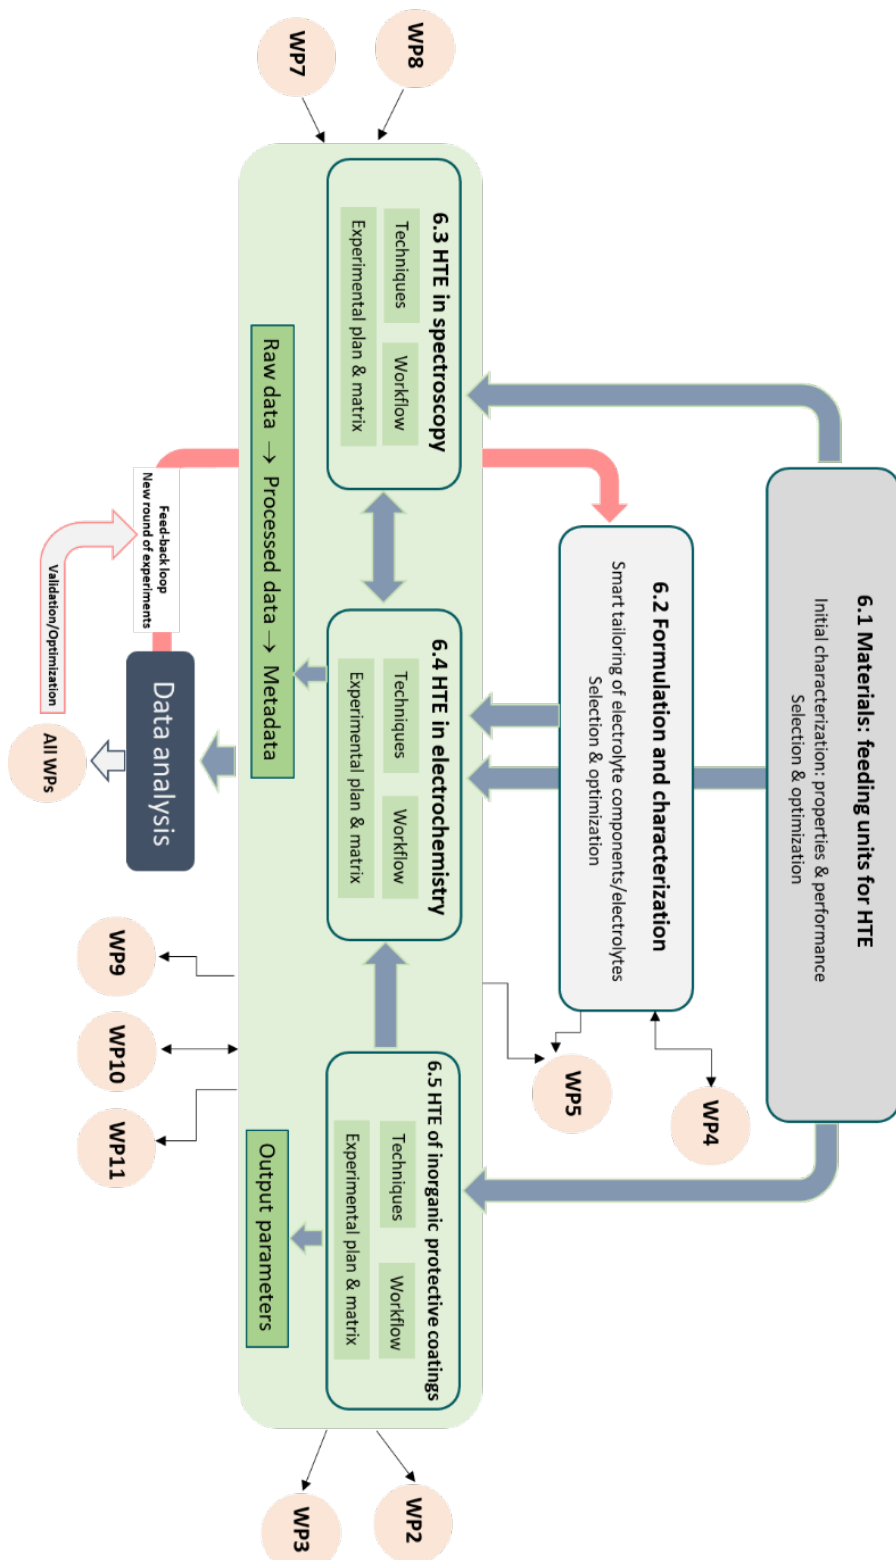 6.1 Materials: feeding units for HTE
Initial characterization: properties & performance
Selection & optimization
6.2 Formulation and characterization
Smart tailoring of electrolyte components/electrolytes
Selection & optimization
WP4
WP5
WP8
WP7
6.3 HTE in spectroscopy
Techniques
Workflow
Experimental plan & matrix
6.4 HTE in electrochemistry
Techniques
Workflow
Experimental plan & matrix
6.5 HTE of inorganic protective coatings
Techniques
Workflow
Experimental plan & matrix
WP2
WP3
Raw data → Processed data → Metadata
Output parameters
Feed-back loop
New round of experiments
Data analysis
Validation/Optimization
All WPs
WP9
WP10
WP11